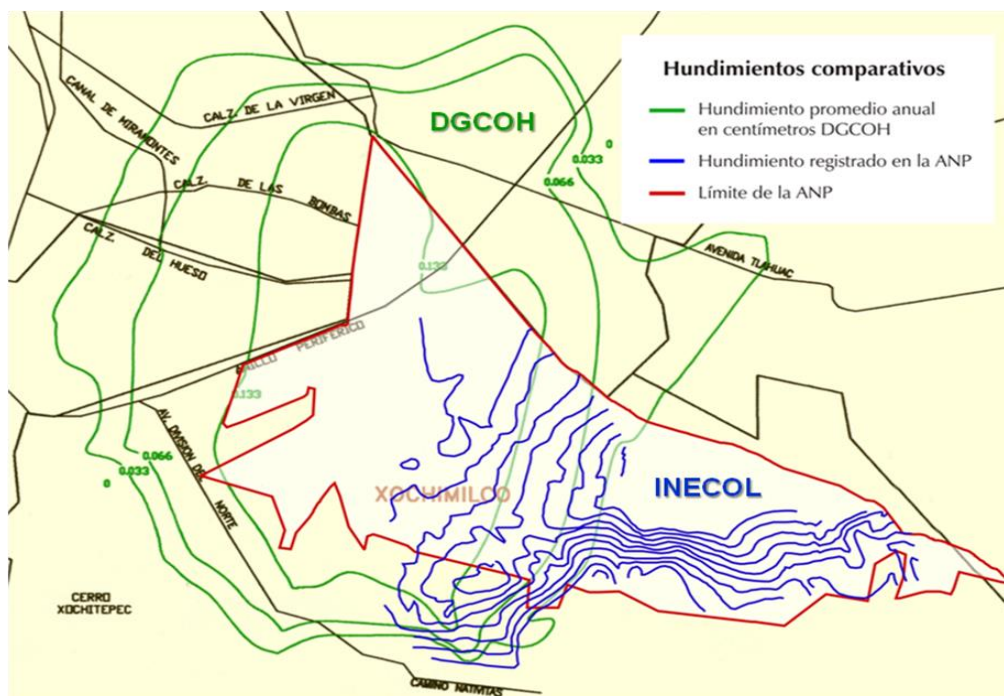 Hundimientos comparativos
Hundimiento promedio anual
en centímetros DGCOH
Hundimiento registrado en la ANP
Límite de la ANP
DGCOH
CANAL DE MIRAMONTES
CALZ. DE LA VIRGEN
CALZ. DE LAS BOMBAS
CALZ. DEL HUESO
0
0.033
0.066
AVENIDA TLAHUAC
0.133
PERIFERICO
0.133
AV. DIVISION DEL NORTE
0.066
0.033
0
XOCHIMILCO
INECOL
CERRO
XOCHITEPEC
CAMINO NATIVITAS